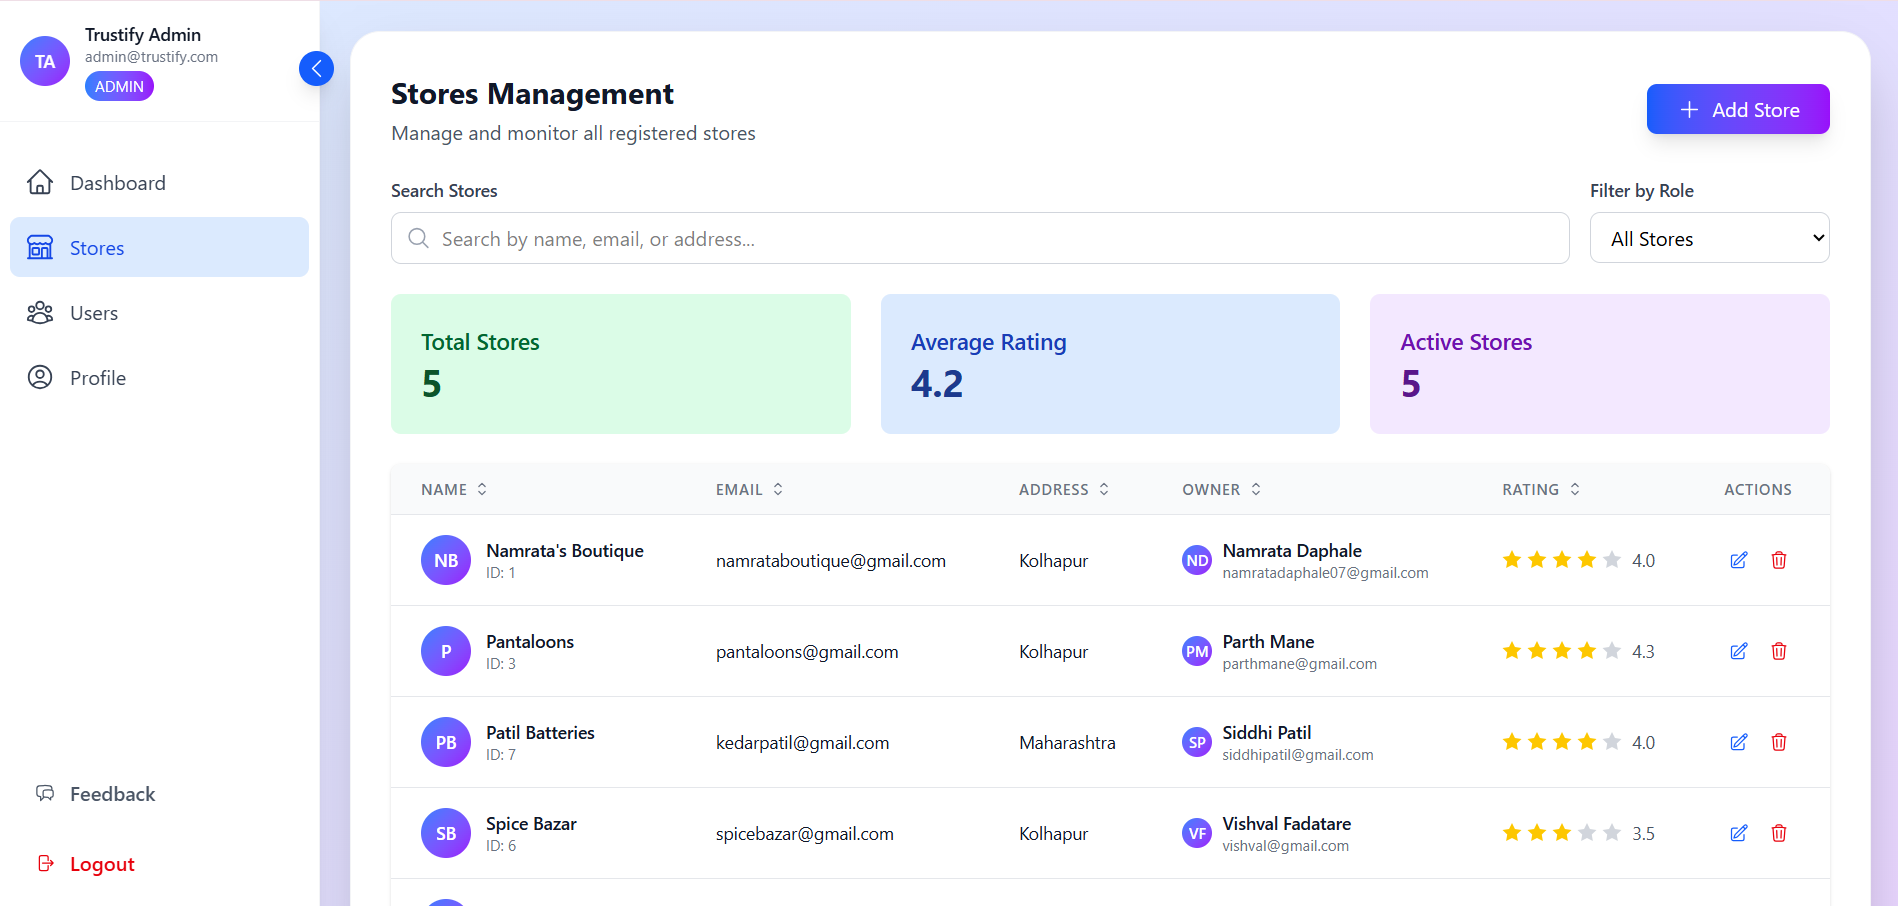 TA
Trustify Admin
admin@trustify.com
ADMIN
Dashboard
Stores
Users
Profile
Feedback
Logout
Stores Management
Manage and monitor all registered stores
Add Store
Search Stores
Filter by Role
Search by name, email, or address...
All Stores
Total Stores
5
Average Rating
4.2
Active Stores
5
NAME EMAIL ADDRESS OWNER RATING ACTIONS
NB Namrata's Boutique
ID: 1
namrataboutique@gmail.com
Kolhapur
ND Namrata Daphale
namratadaphale07@gmail.com
4.0
P Pantaloons
ID: 3
pantaloons@gmail.com
Kolhapur
PM Parth Mane
parthmane@gmail.com
4.3
PB Patil Batteries
ID: 7
kedarpatil@gmail.com
Maharashtra
SP Siddhi Patil
siddhipatil@gmail.com
4.0
SB Spice Bazar
ID: 6
spicebazar@gmail.com
Kolhapur
VF Vishval Fadatare
vishval@gmail.com
3.5